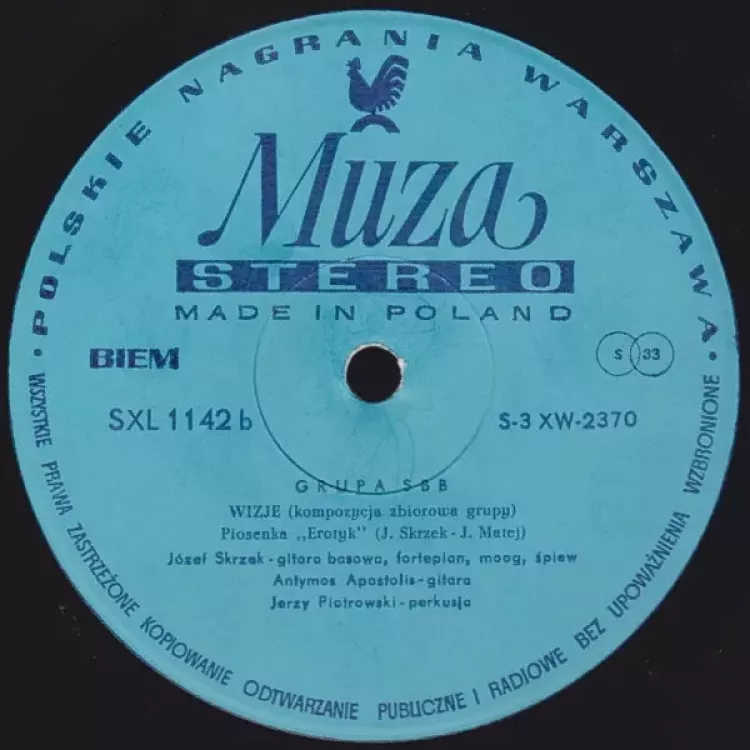 • POLSKIE NAGRANIA WARSZAWA •
Muza
STEREO
MADE IN POLAND
BIEM
S 33
SXL 1142 b
S-3 XW-2370
GRUPA SBB
WIZJE (kompozycja zbiorowa grupy)
Piosenka „Erotyk” (J. Skrzek - J. Matej)
Józef Skrzek - gitara basowa, fortepian, moog, śpiew
Antymos Apostolis - gitara
Jerzy Piotrowski - perkusja
WSZYSTKIE PRAWA ZASTRZEŻONE KOPIOWANIE ODTWARZANIE PUBLICZNE I RADIOWE BEZ UPOWAŻNIENIA WZBRONIONE